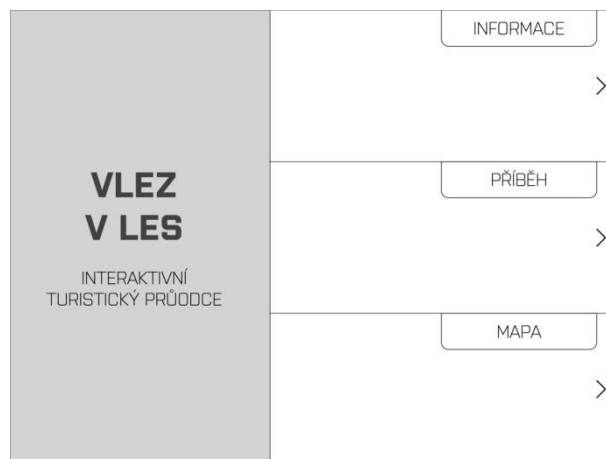 VLEZ
V LES
INTERAKTIVNÍ
TURISTICKÝ PRŮODCE
INFORMACE
PŘÍBĚH
MAPA